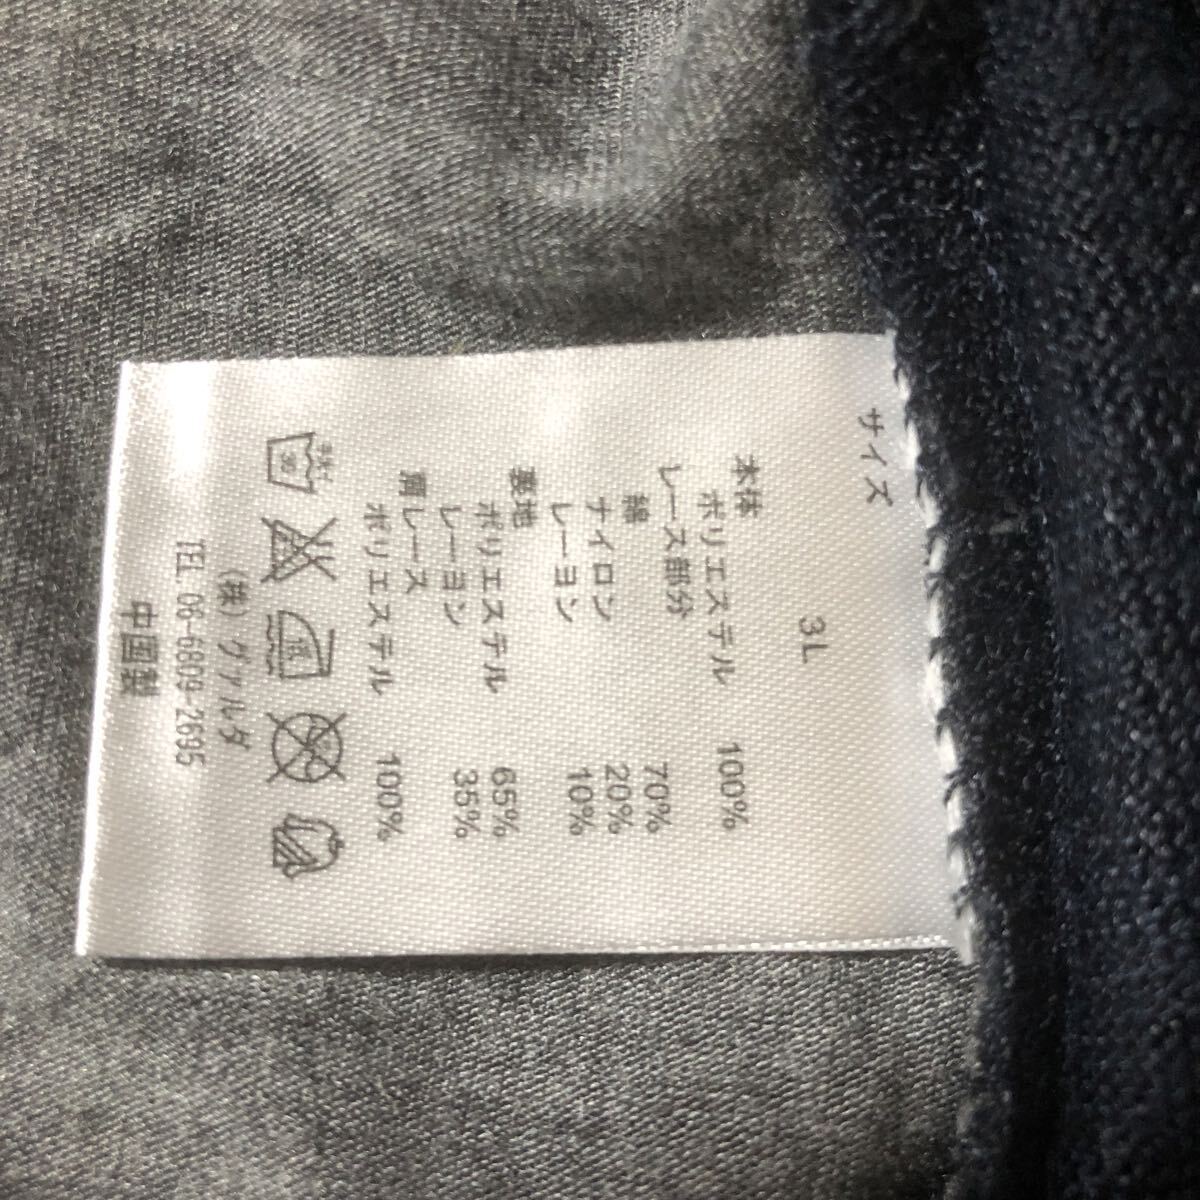 サイズ
3L
本体
ポリエステル 100%
レース部分
綿 70%
ナイロン 20%
レーヨン 10%
裏地
ポリエステル 65%
レーヨン 35%
肩レース
ポリエステル 100%
(株) ヴァルダ
TEL 06-6809-2695
中国製